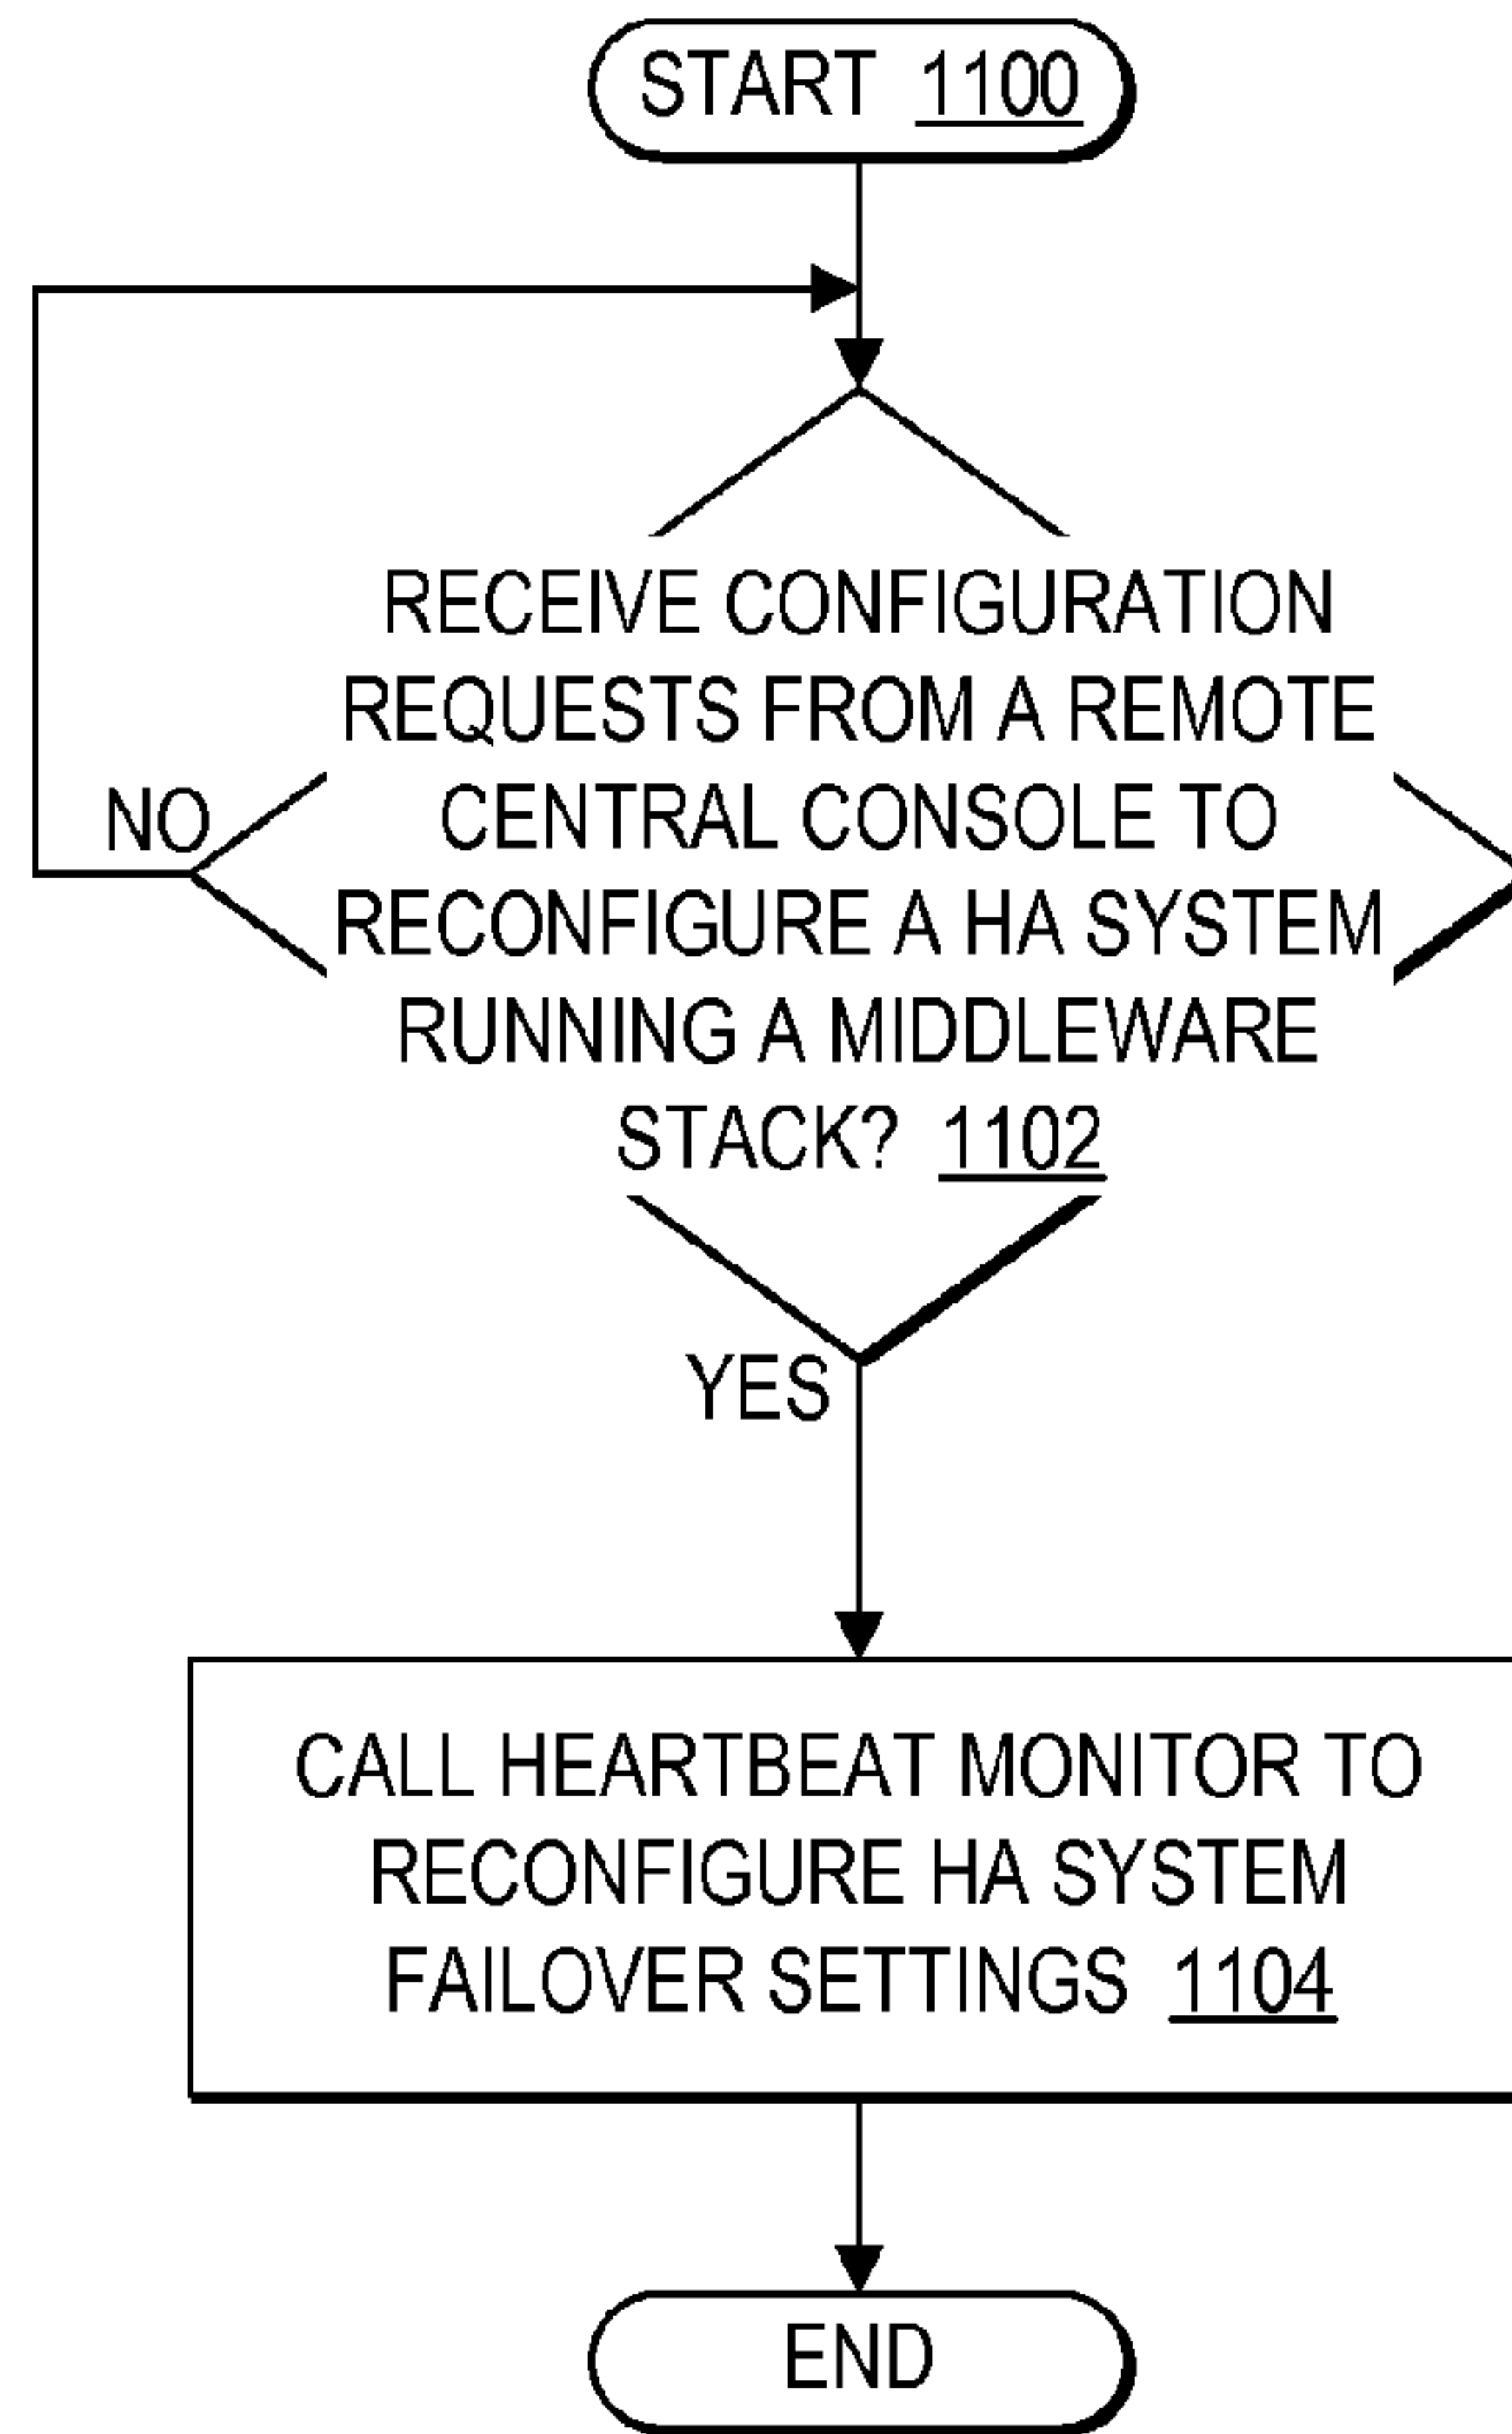 START 1100
RECEIVE CONFIGURATION
REQUESTS FROM A REMOTE
CENTRAL CONSOLE TO
NO
RECONFIGURE A HA SYSTEM
RUNNING A MIDDLEWARE
STACK? 1102
YES
CALL HEARTBEAT MONITOR TO
RECONFIGURE HA SYSTEM
FAILOVER SETTINGS 1104
END